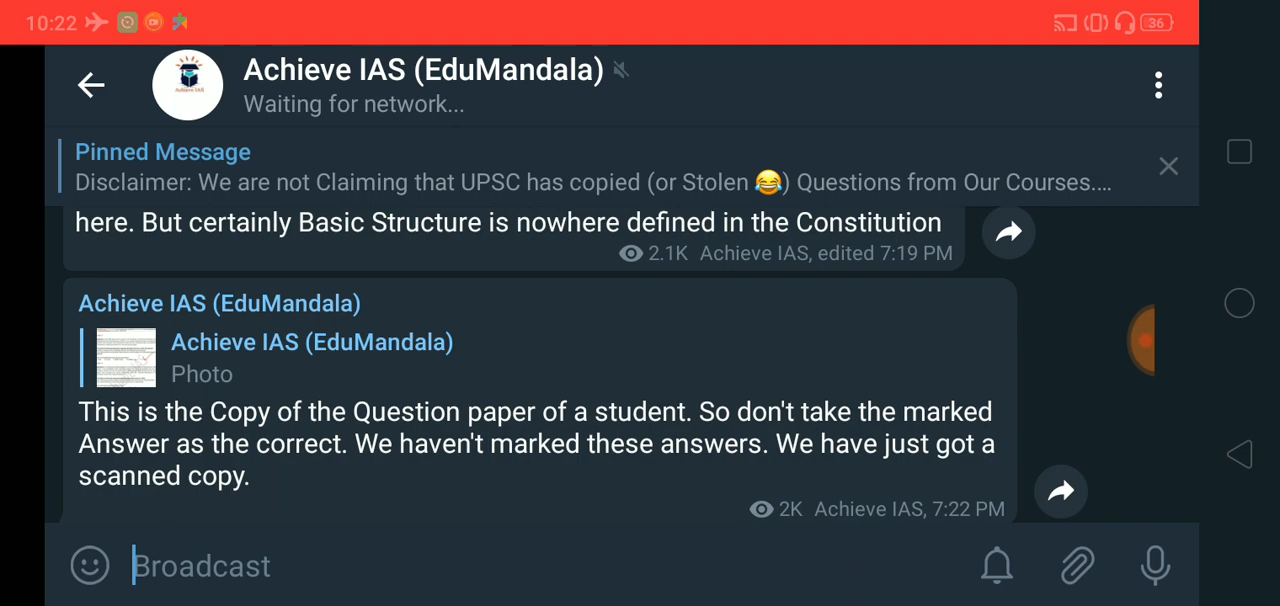 10:22
36
Achieve IAS (EduMandala)
Waiting for network...
Pinned Message
Disclaimer: We are not Claiming that UPSC has copied (or Stolen 😂) Questions from Our Courses....
here. But certainly Basic Structure is nowhere defined in the Constitution
2.1K Achieve IAS, edited 7:19 PM
Achieve IAS (EduMandala)
Achieve IAS (EduMandala)
Photo
This is the Copy of the Question paper of a student. So don't take the marked
Answer as the correct. We haven't marked these answers. We have just got a
scanned copy.
2K Achieve IAS, 7:22 PM
Broadcast